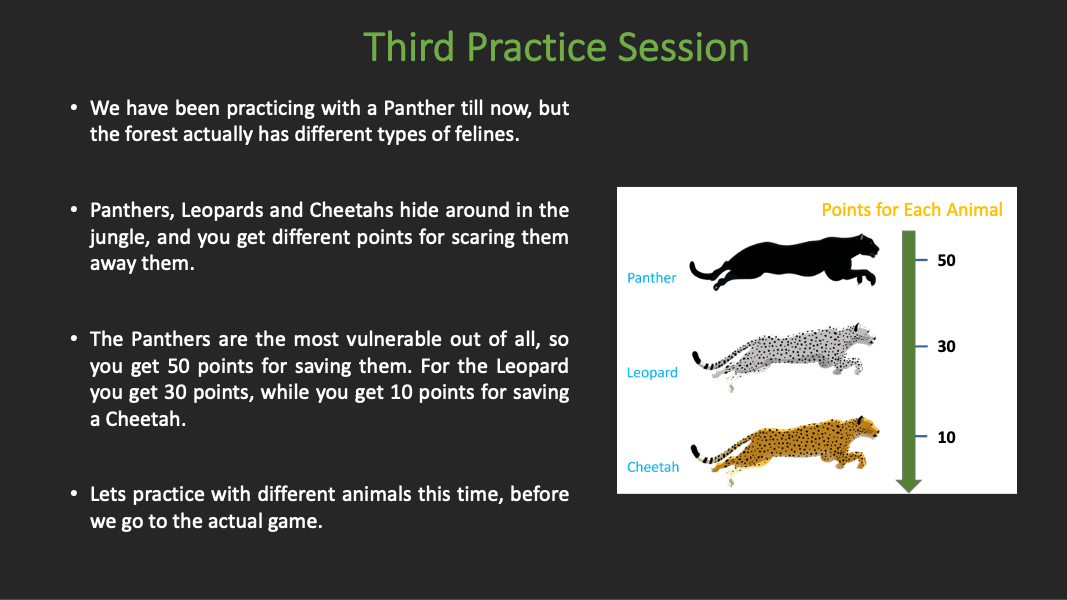 Third Practice Session
• We have been practicing with a Panther till now, but
the forest actually has different types of felines.
• Panthers, Leopards and Cheetahs hide around in the
jungle, and you get different points for scaring them
away them.
• The Panthers are the most vulnerable out of all, so
you get 50 points for saving them. For the Leopard
you get 30 points, while you get 10 points for saving
a Cheetah.
• Lets practice with different animals this time, before
we go to the actual game.
Points for Each Animal
Panther
50
Leopard
30
Cheetah
10